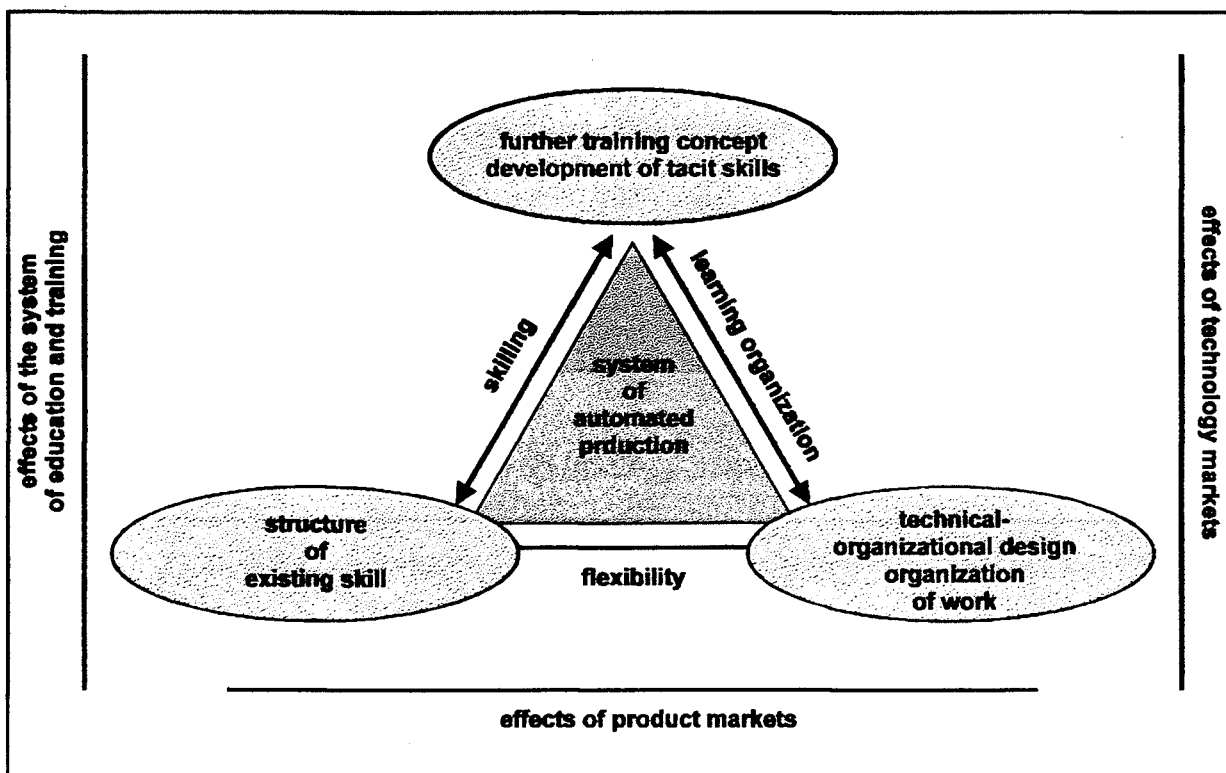 further training concept
development of tacit skills
effects of the system
of education and training
effects of technology markets
skilling
learning organization
system
of
automated
prduction
structure
of
existing skill
flexibility
technical-
organizational design
organization
of work
effects of product markets